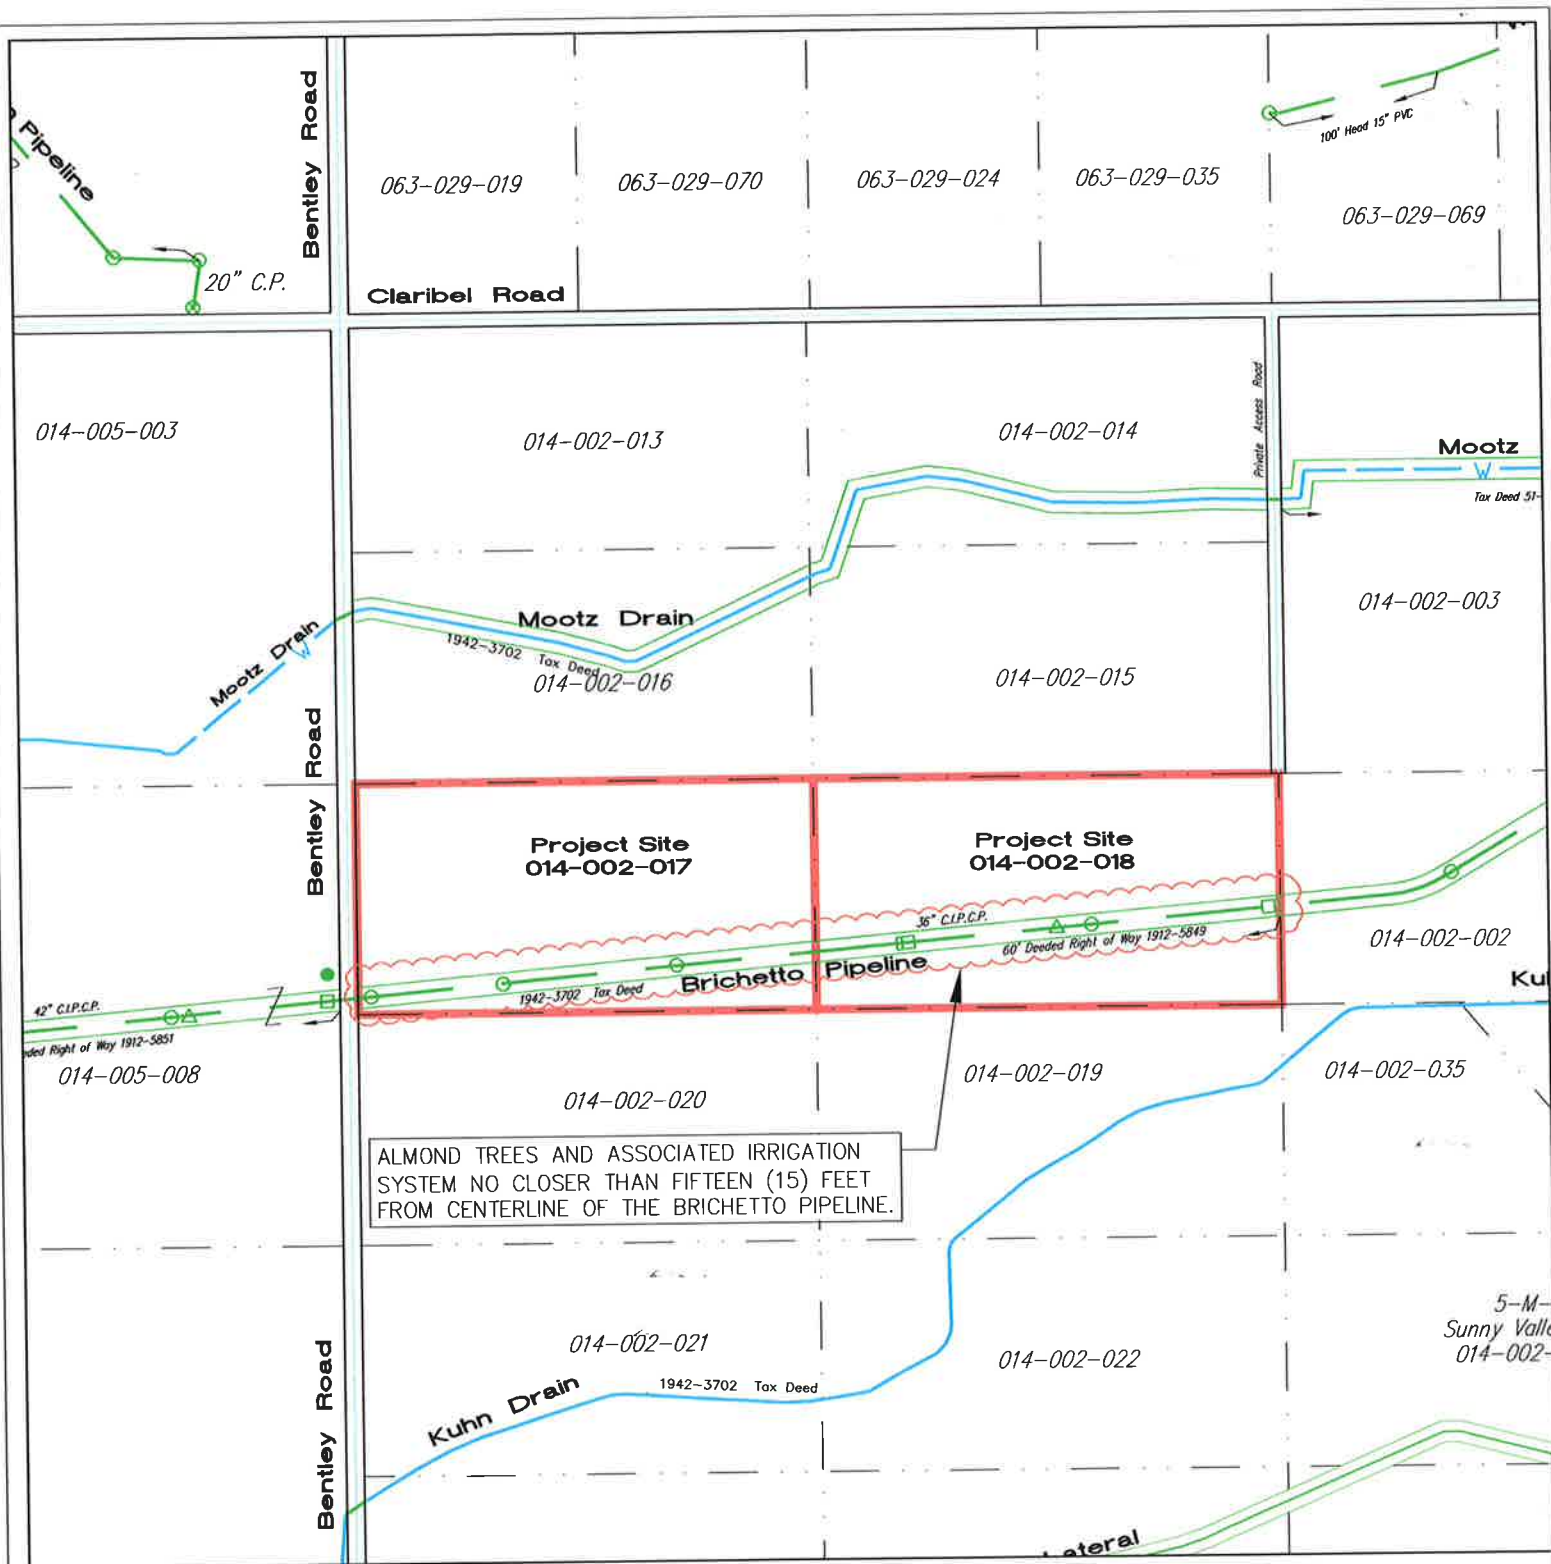 Pipeline
20" C.P.
Bentley Road
063-029-019
063-029-070
063-029-024
063-029-035
100' Head 15" PVC
063-029-069
Claribel Road
014-005-003
014-002-013
014-002-014
Private Access Road
Mootz
Tax Deed 51-
014-002-003
Mootz Drain
Mootz Drain
1942-3702 Tax Deed
014-002-016
014-002-015
Bentley Road
Bentley Road
Project Site
014-002-017
Project Site
014-002-018
36" C.I.P.C.P.
60' Deeded Right of Way 1912-5849
1942-3702 Tax Deed
Brichetto Pipeline
014-002-002
42" C.I.P.C.P.
eded Right of Way 1912-5851
014-005-008
014-002-020
014-002-019
014-002-035
ALMOND TREES AND ASSOCIATED IRRIGATION
SYSTEM NO CLOSER THAN FIFTEEN (15) FEET
FROM CENTERLINE OF THE BRICHETTO PIPELINE.
014-002-021
014-002-022
5-M-
Sunny Valle
014-002-
Kuhn Drain
1942-3702 Tax Deed
Bentley Road
ateral